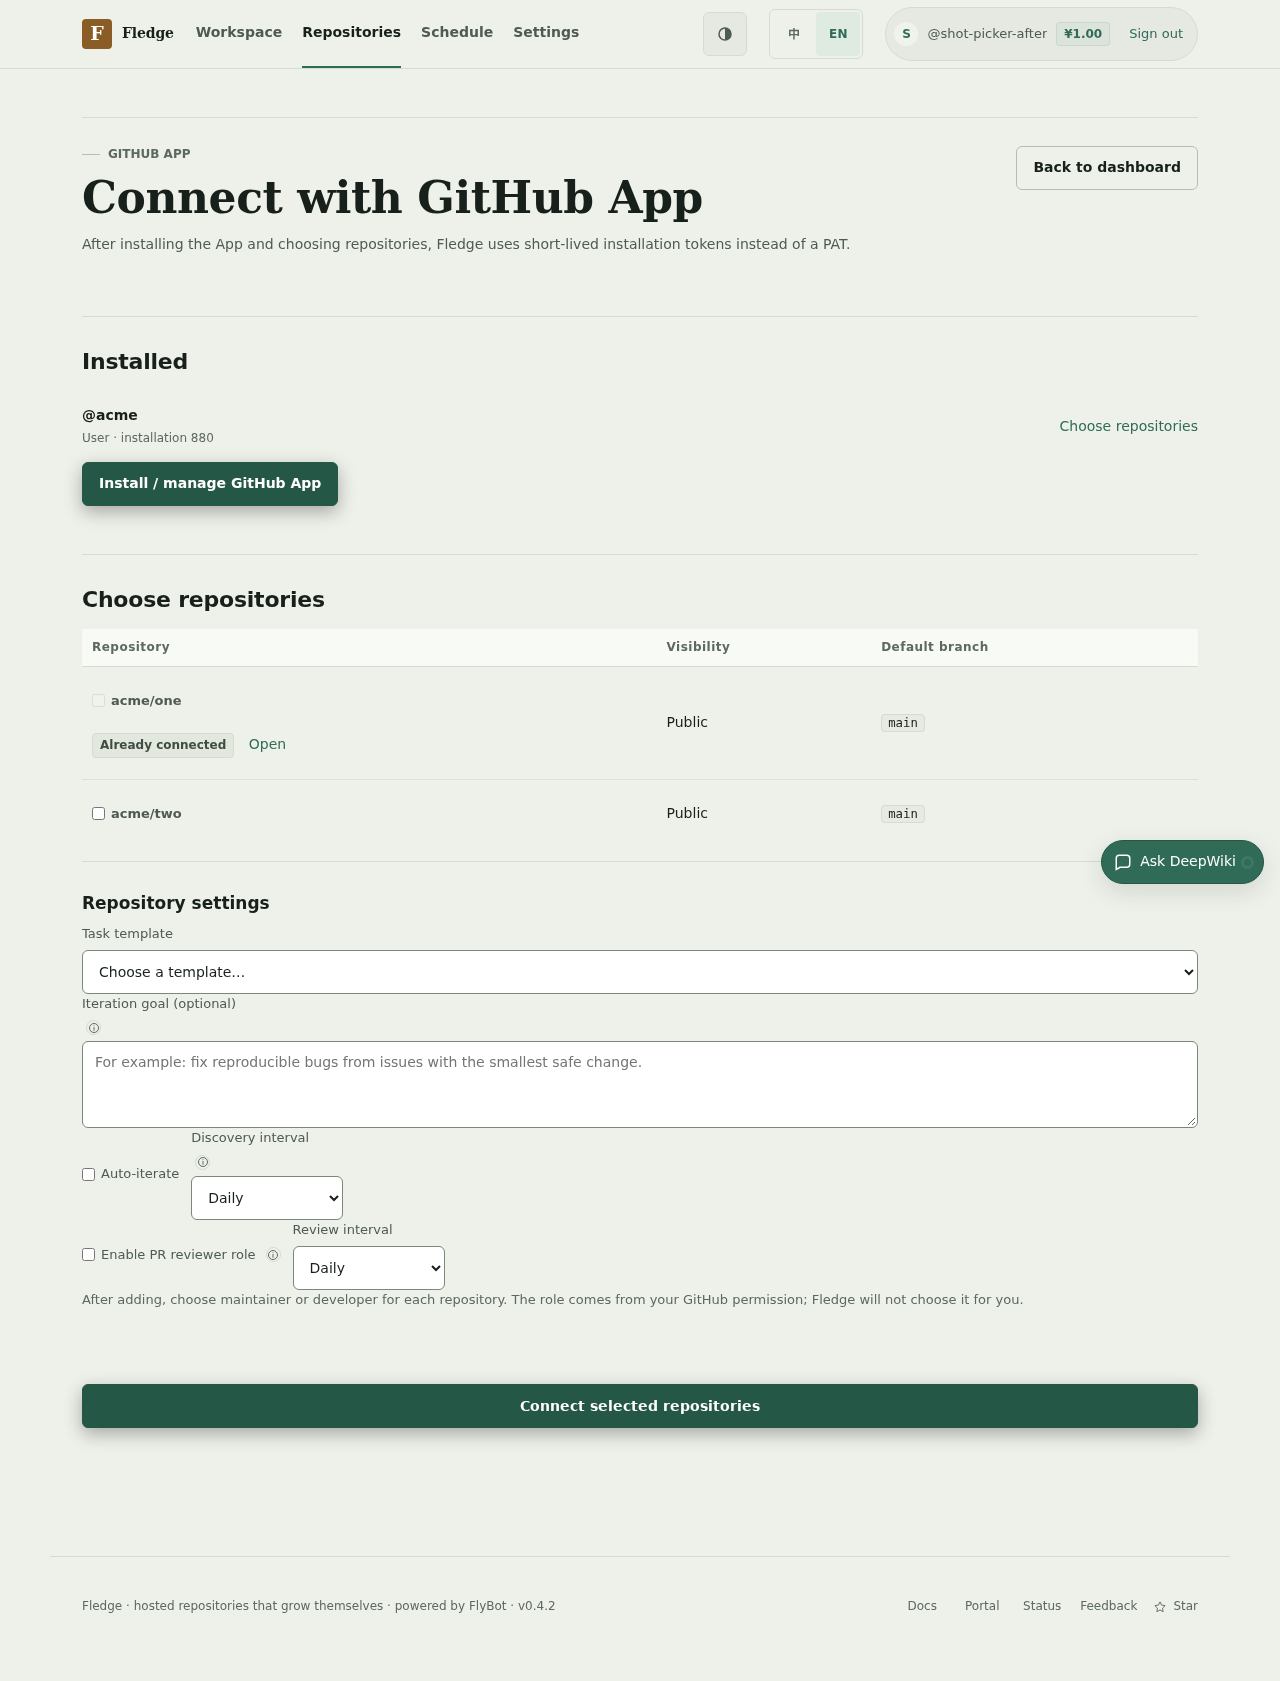 F Fledge Workspace Repositories Schedule Settings 中 EN S @shot-picker-after ¥1.00 Sign out
GITHUB APP
Back to dashboard
Connect with GitHub App
After installing the App and choosing repositories, Fledge uses short-lived installation tokens instead of a PAT.
Installed
@acme
User · installation 880
Choose repositories
Install / manage GitHub App
Choose repositories
Repository Visibility Default branch
acme/one
Public main
Already connected Open
acme/two Public main
Ask DeepWiki
Repository settings
Task template
Choose a template…
Iteration goal (optional)
For example: fix reproducible bugs from issues with the smallest safe change.
Discovery interval
Auto-iterate
Daily
Review interval
Enable PR reviewer role
Daily
After adding, choose maintainer or developer for each repository. The role comes from your GitHub permission; Fledge will not choose it for you.
Connect selected repositories
Fledge · hosted repositories that grow themselves · powered by FlyBot · v0.4.2 Docs Portal Status Feedback Star